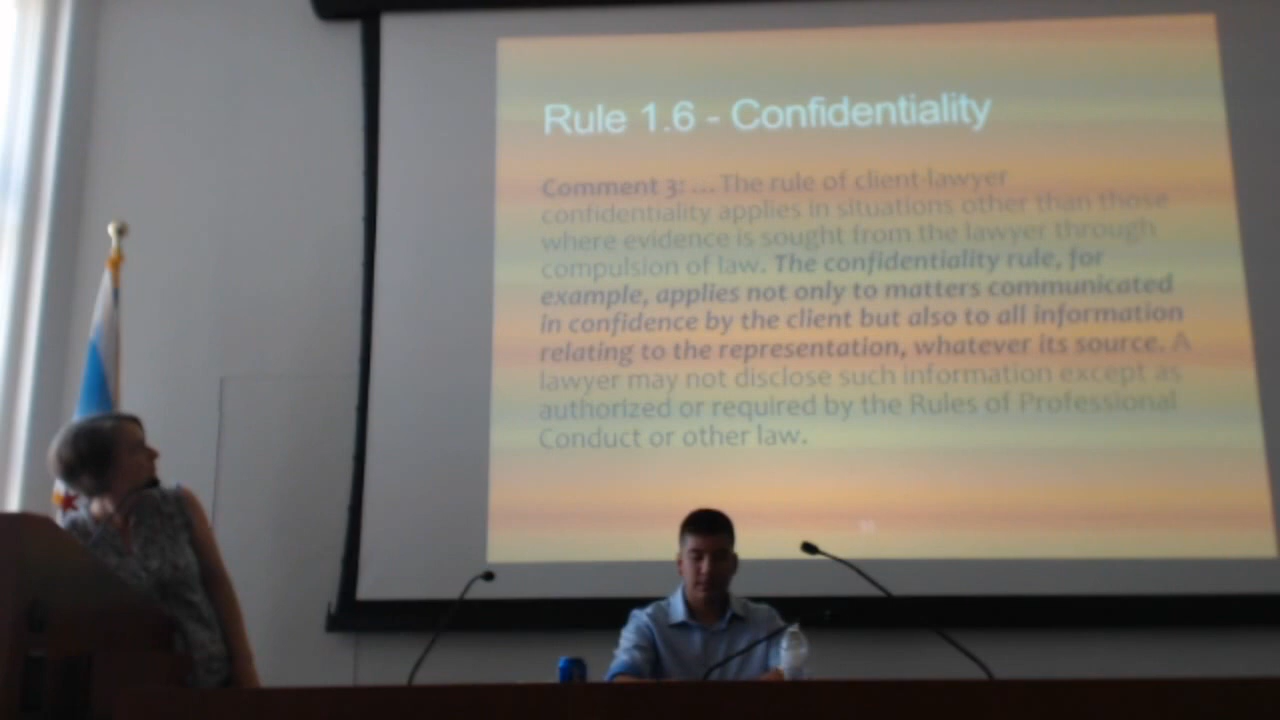 Rule 1.6 - Confidentiality
Comment 3: ... The rule of client-lawyer
confidentiality applies in situations other than those
where evidence is sought from the lawyer through
compulsion of law. The confidentiality rule, for
example, applies not only to matters communicated
in confidence by the client but also to all information
relating to the representation, whatever its source. A
lawyer may not disclose such information except as
authorized or required by the Rules of Professional
Conduct or other law.